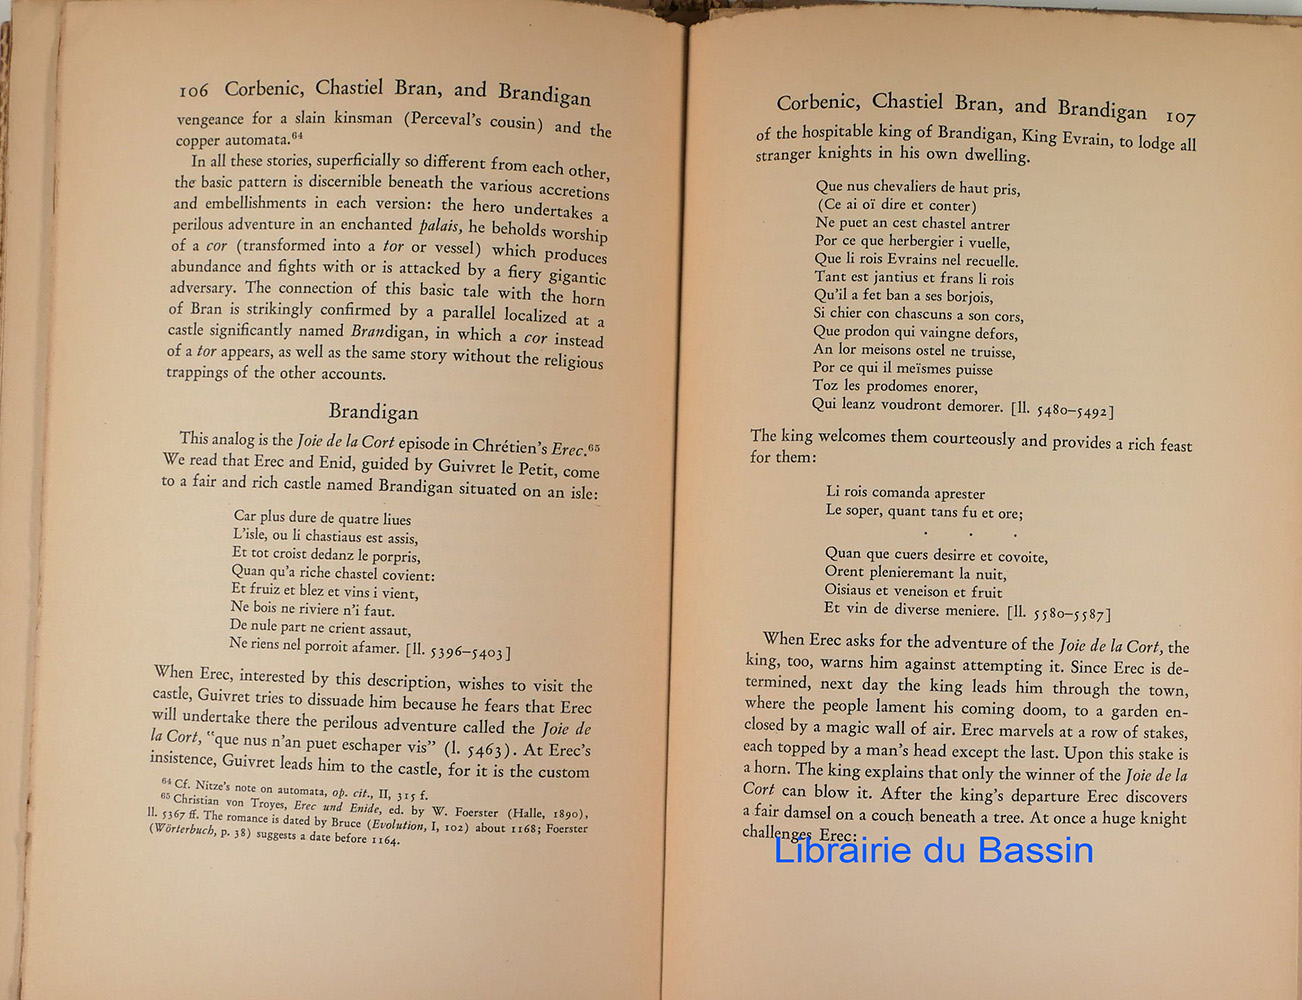 106 Corbenic, Chastiel Bran, and Brandigan
vengeance for a slain kinsman (Perceval's cousin) and the
copper automata.64
In all these stories, superficially so different from each other,
the basic pattern is discernible beneath the various accretions
and embellishments in each version: the hero undertakes a
perilous adventure in an enchanted palais, he beholds worship
of a cor (transformed into a tor or vessel) which produces
abundance and fights with or is attacked by a fiery gigantic
adversary. The connection of this basic tale with the horn
of Bran is strikingly confirmed by a parallel localized at a
castle significantly named Brandigan, in which a cor instead
of a tor appears, as well as the same story without the religious
trappings of the other accounts.
Brandigan
This analog is the Joie de la Cort episode in Chrétien's Erec.65
We read that Erec and Enid, guided by Guivret le Petit, come
to a fair and rich castle named Brandigan situated on an isle:
Car plus dure de quatre liues
L'isle, ou li chastiaus est assis,
Et tot croist dedanz le porpris,
Quan qu'a riche chastel covient:
Et fruiz et blez et vins i vient,
Ne bois ne riviere n'i faut.
De nule part ne crient assaut,
Ne riens nel porroit afamer. [ll. 5396–5403]
When Erec, interested by this description, wishes to visit the
castle, Guivret tries to dissuade him because he fears that Erec
will undertake there the perilous adventure called the Joie de
la Cort, "que nus n'an puet eschaper vis" (l. 5463). At Erec's
insistence, Guivret leads him to the castle, for it is the custom
64 Cf. Nitze's note on automata, op. cit., II, 315 f.
65 Christian von Troyes, Erec und Enide, ed. by W. Foerster (Halle, 1890),
ll. 5367 ff. The romance is dated by Bruce (Evolution, I, 102) about 1168; Foerster
(Wörterbuch, p. 38) suggests a date before 1164.
Corbenic, Chastiel Bran, and Brandigan 107
of the hospitable king of Brandigan, King Evrain, to lodge all
stranger knights in his own dwelling.
Que nus chevaliers de haut pris,
(Ce ai oï dire et conter)
Ne puet an cest chastel antrer
Por ce que herbergier i vuelle,
Que li rois Evrains nel recuelle.
Tant est jantius et frans li rois
Qu'il a fet ban a ses borjois,
Si chier con chascuns a son cors,
Que prodon qui vaingne defors,
An lor meisons ostel ne truisse,
Por ce qui il meïsmes puisse
Toz les prodomes enorer,
Qui leanz voudront demorer. [ll. 5480–5492]
The king welcomes them courteously and provides a rich feast
for them:
Li rois comanda aprester
Le soper, quant tans fu et ore;
. . .
Quan que cuers desirre et covoite,
Orent plenieremant la nuit,
Oisiaus et veneison et fruit
Et vin de diverse meniere. [ll. 5580–5587]
When Erec asks for the adventure of the Joie de la Cort, the
king, too, warns him against attempting it. Since Erec is de-
termined, next day the king leads him through the town,
where the people lament his coming doom, to a garden en-
closed by a magic wall of air. Erec marvels at a row of stakes,
each topped by a man's head except the last. Upon this stake is
a horn. The king explains that only the winner of the Joie de la
Cort can blow it. After the king's departure Erec discovers
a fair damsel on a couch beneath a tree. At once a huge knight
challenges Erec:
Librairie du Bassin